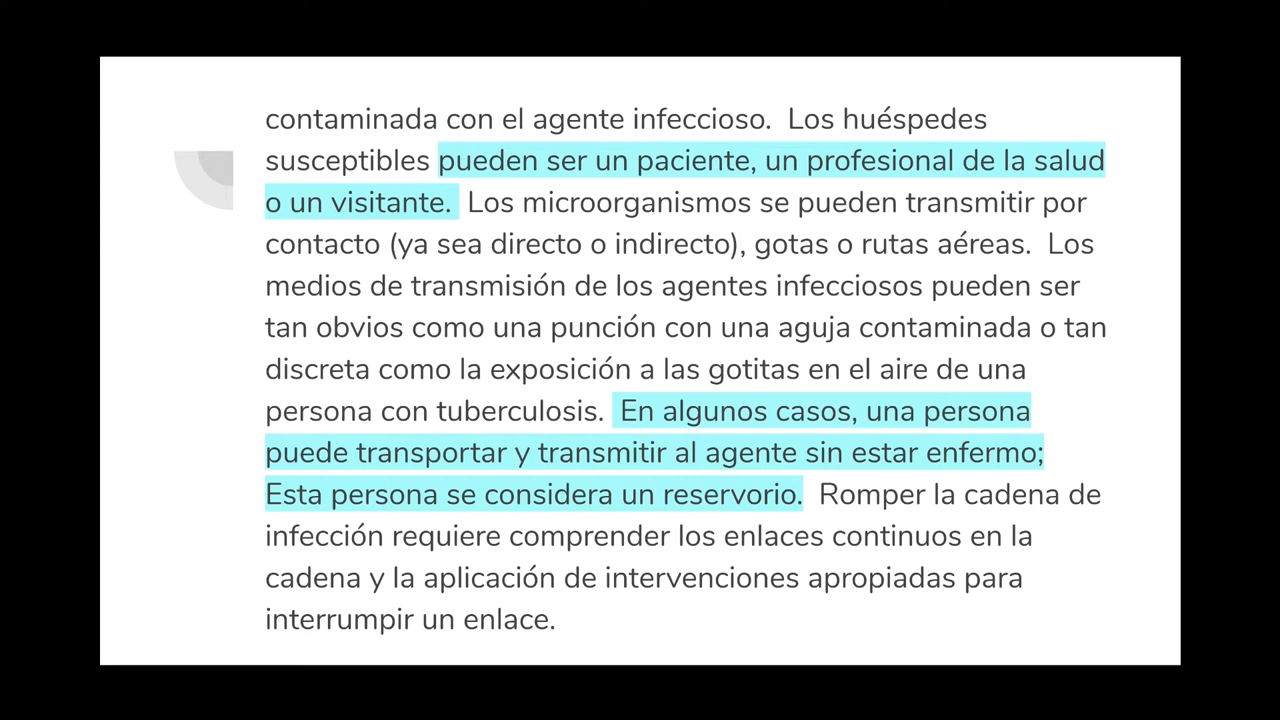 contaminada con el agente infeccioso.  Los huéspedes
susceptibles pueden ser un paciente, un profesional de la salud
o un visitante.  Los microorganismos se pueden transmitir por
contacto (ya sea directo o indirecto), gotas o rutas aéreas.  Los
medios de transmisión de los agentes infecciosos pueden ser
tan obvios como una punción con una aguja contaminada o tan
discreta como la exposición a las gotitas en el aire de una
persona con tuberculosis.  En algunos casos, una persona
puede transportar y transmitir al agente sin estar enfermo;
Esta persona se considera un reservorio.  Romper la cadena de
infección requiere comprender los enlaces continuos en la
cadena y la aplicación de intervenciones apropiadas para
interrumpir un enlace.